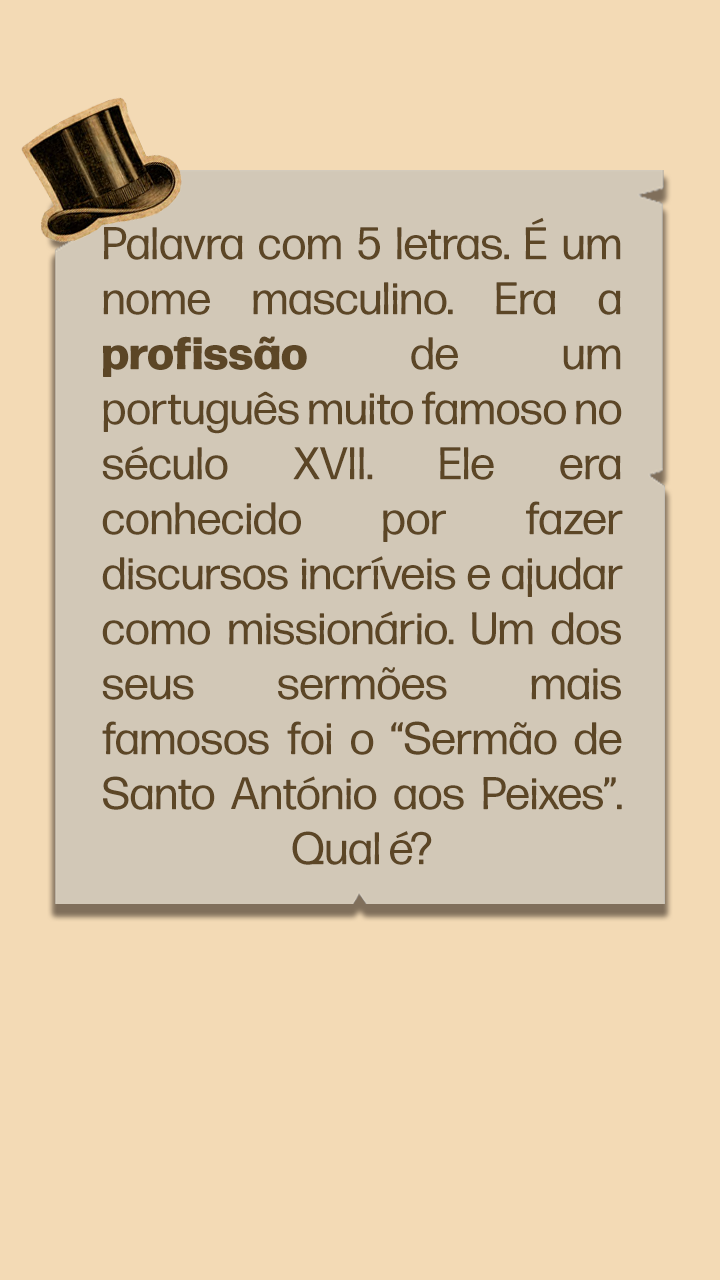 Palavra com 5 letras. É um
nome masculino. Era a
profissão de um
português muito famoso no
século XVII. Ele era
conhecido por fazer
discursos incríveis e ajudar
como missionário. Um dos
seus sermões mais
famosos foi o “Sermão de
Santo António aos Peixes”.
Qual é?